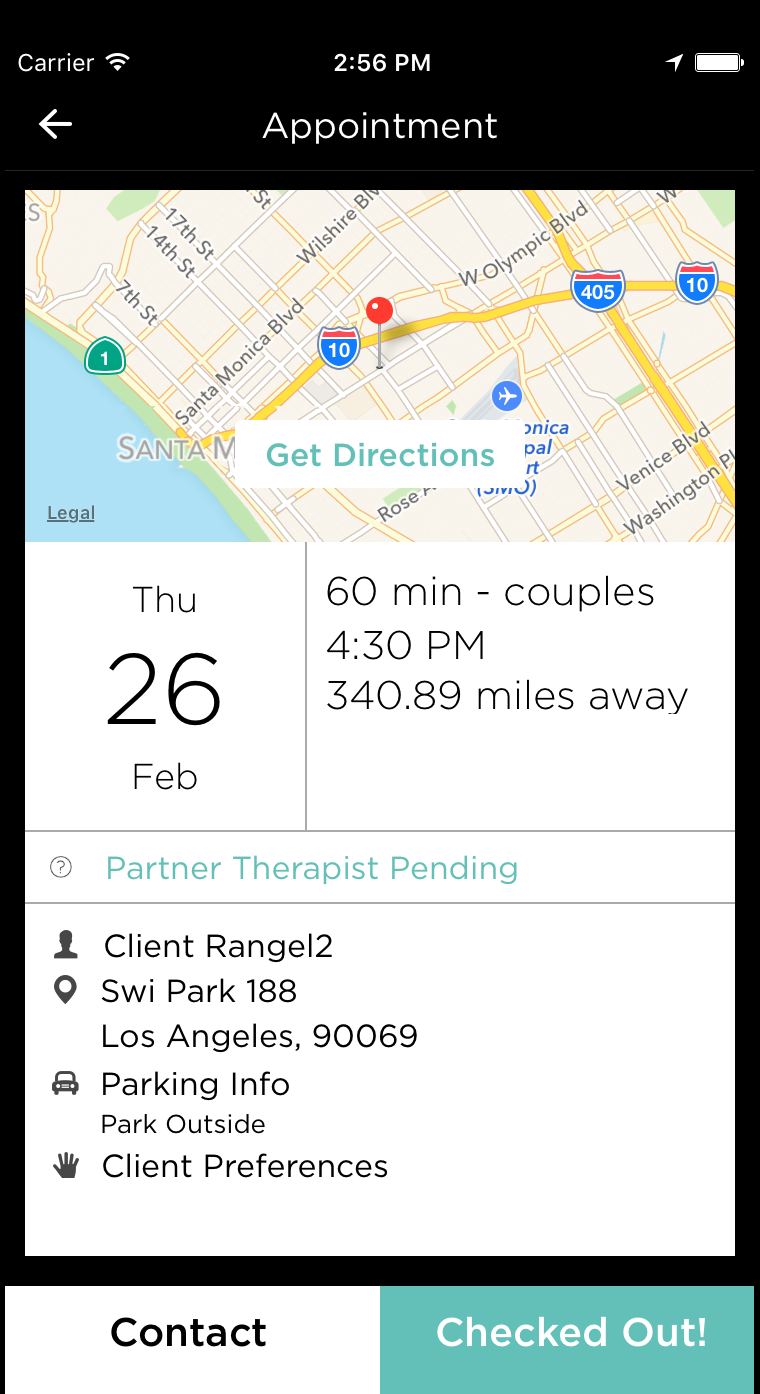 Carrier 2:56 PM
Appointment
S
St
17th St
14th St
7th St
Wilshire Blv
W Olympic Blvd
W
405
10
10
1
Santa Monica Blvd
SANTA M
Get Directions
onica
pal
rt
(SMO)
Venice Blvd
Washington Pl
Rose A
Legal
Thu
26
Feb
60 min - couples
4:30 PM
340.89 miles away
Partner Therapist Pending
Client Rangel2
Swi Park 188
Los Angeles, 90069
Parking Info
Park Outside
Client Preferences
Contact
Checked Out!